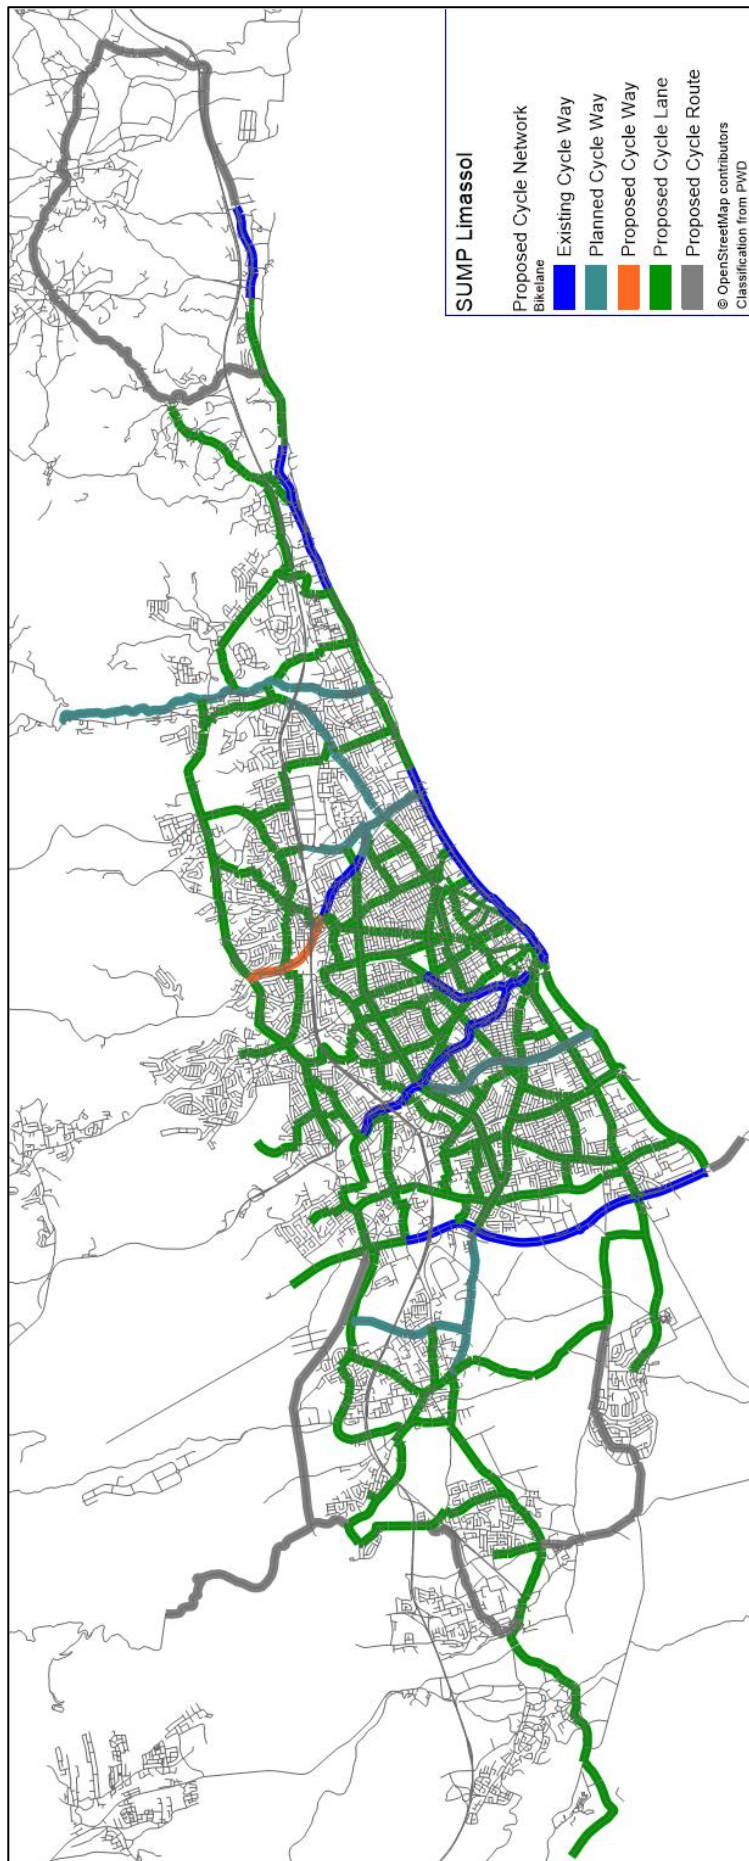 SUMP Limassol
Proposed Cycle Network
Bikelane
Existing Cycle Way
Planned Cycle Way
Proposed Cycle Way
Proposed Cycle Lane
Proposed Cycle Route
© OpenStreetMap contributors
Classification from PWD